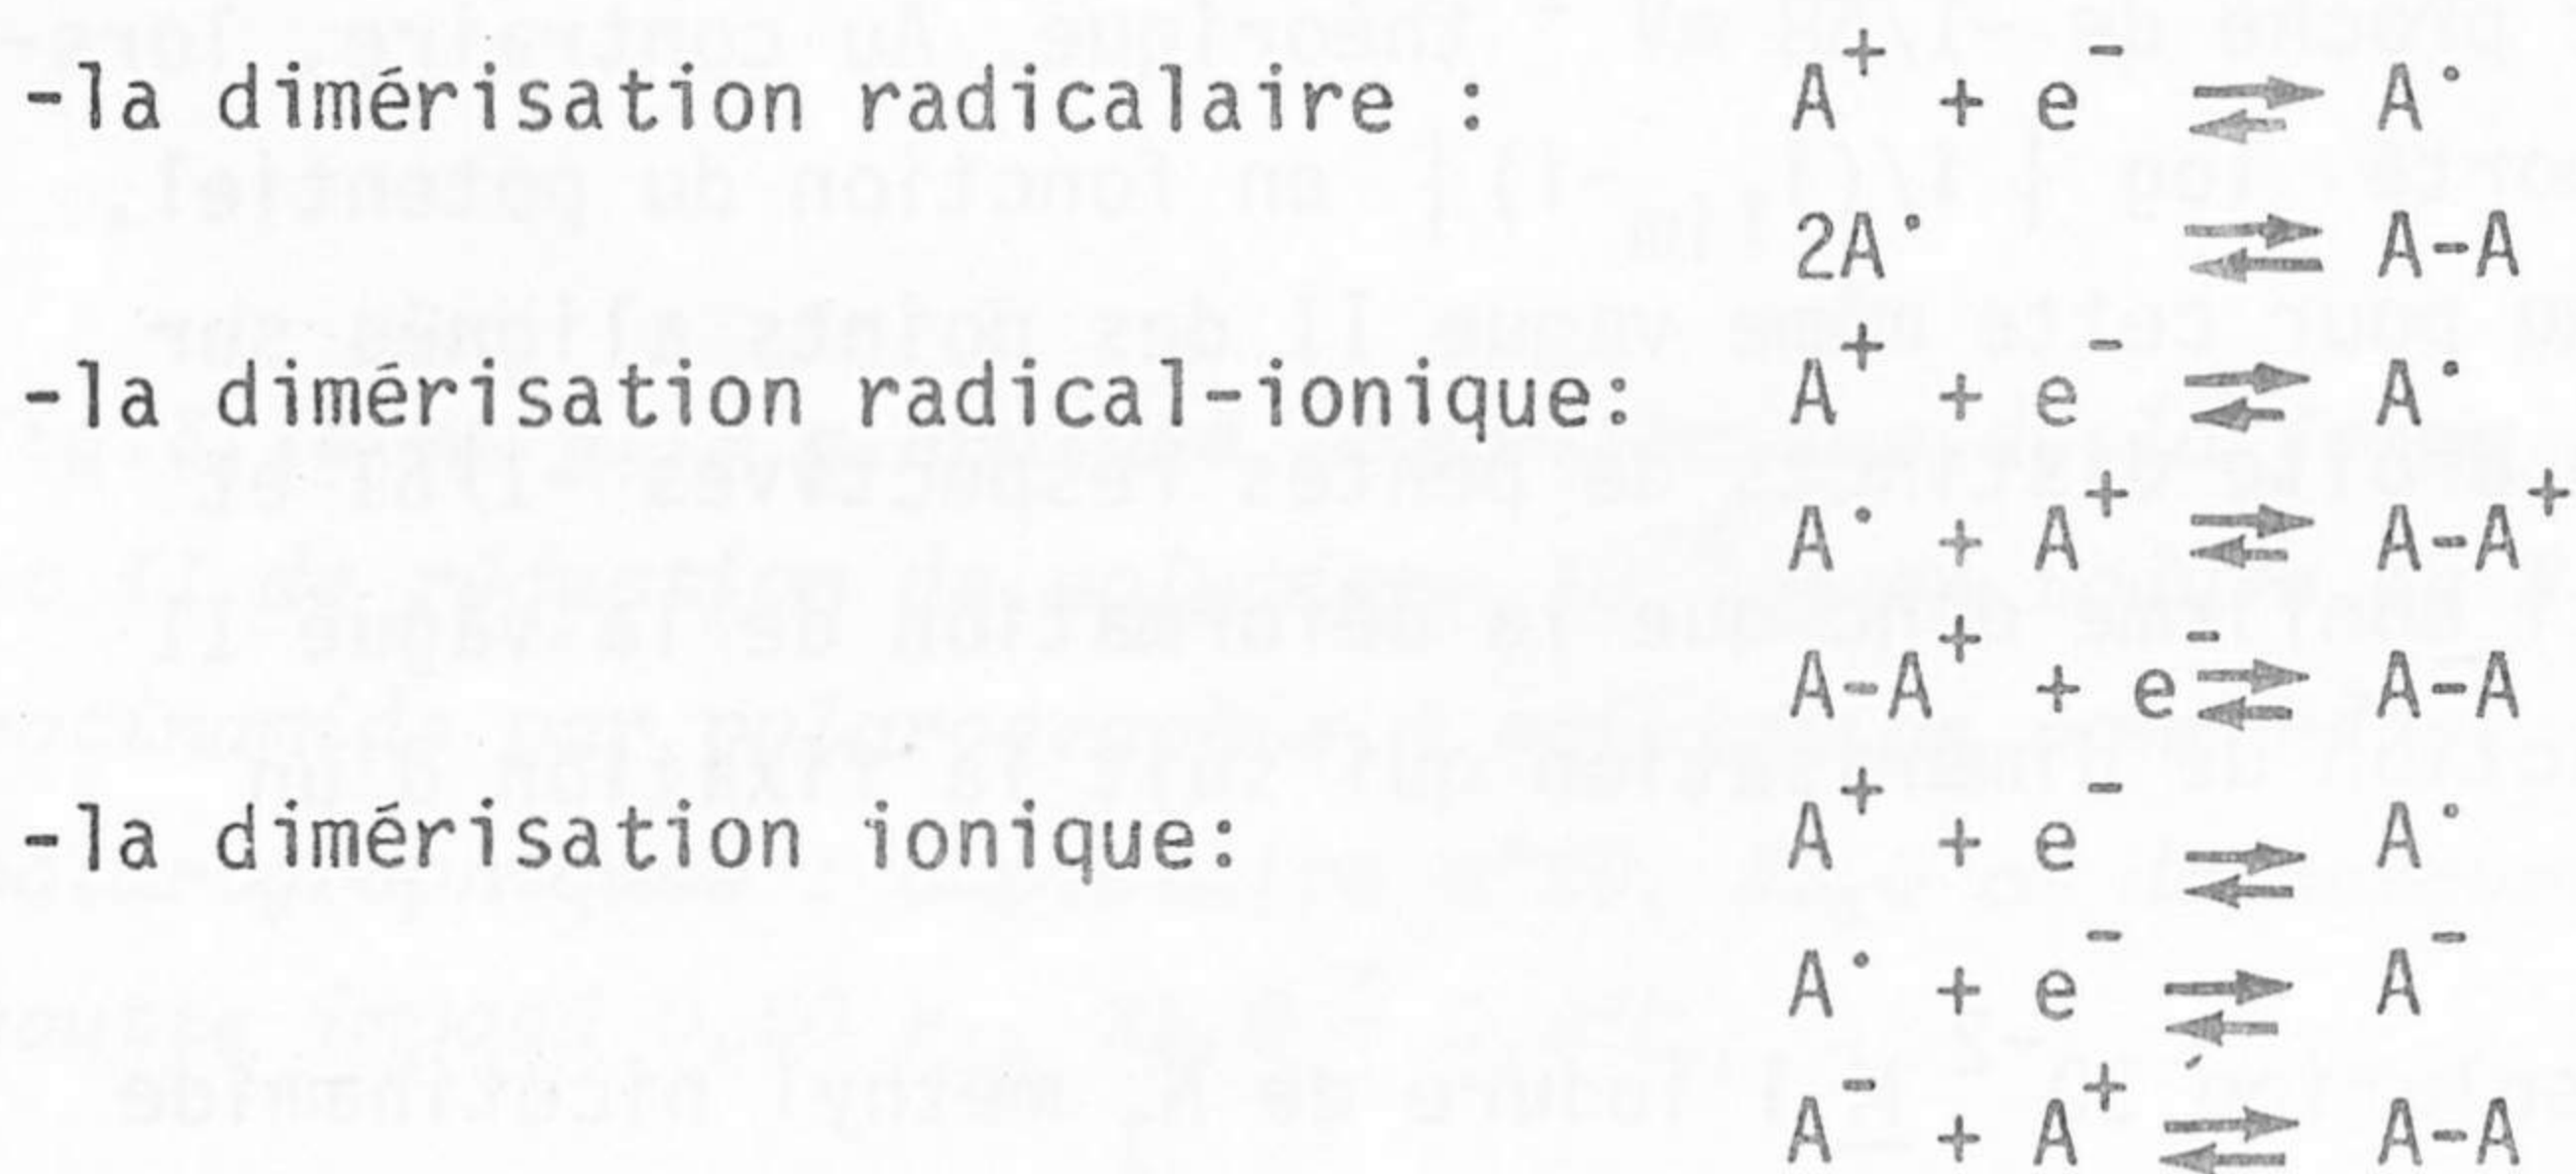 -la dimérisation radicalaire : A⁺ + e⁻ ⇌ A·
2A· ⇌ A-A
-la dimérisation radical-ionique: A⁺ + e⁻ ⇌ A·
A· + A⁺ ⇌ A-A⁺
A-A⁺ + e⁻ ⇌ A-A
-la dimérisation ionique: A⁺ + e⁻ ⇌ A·
A· + e⁻ ⇌ A⁻
A⁻ + A⁺ ⇌ A-A